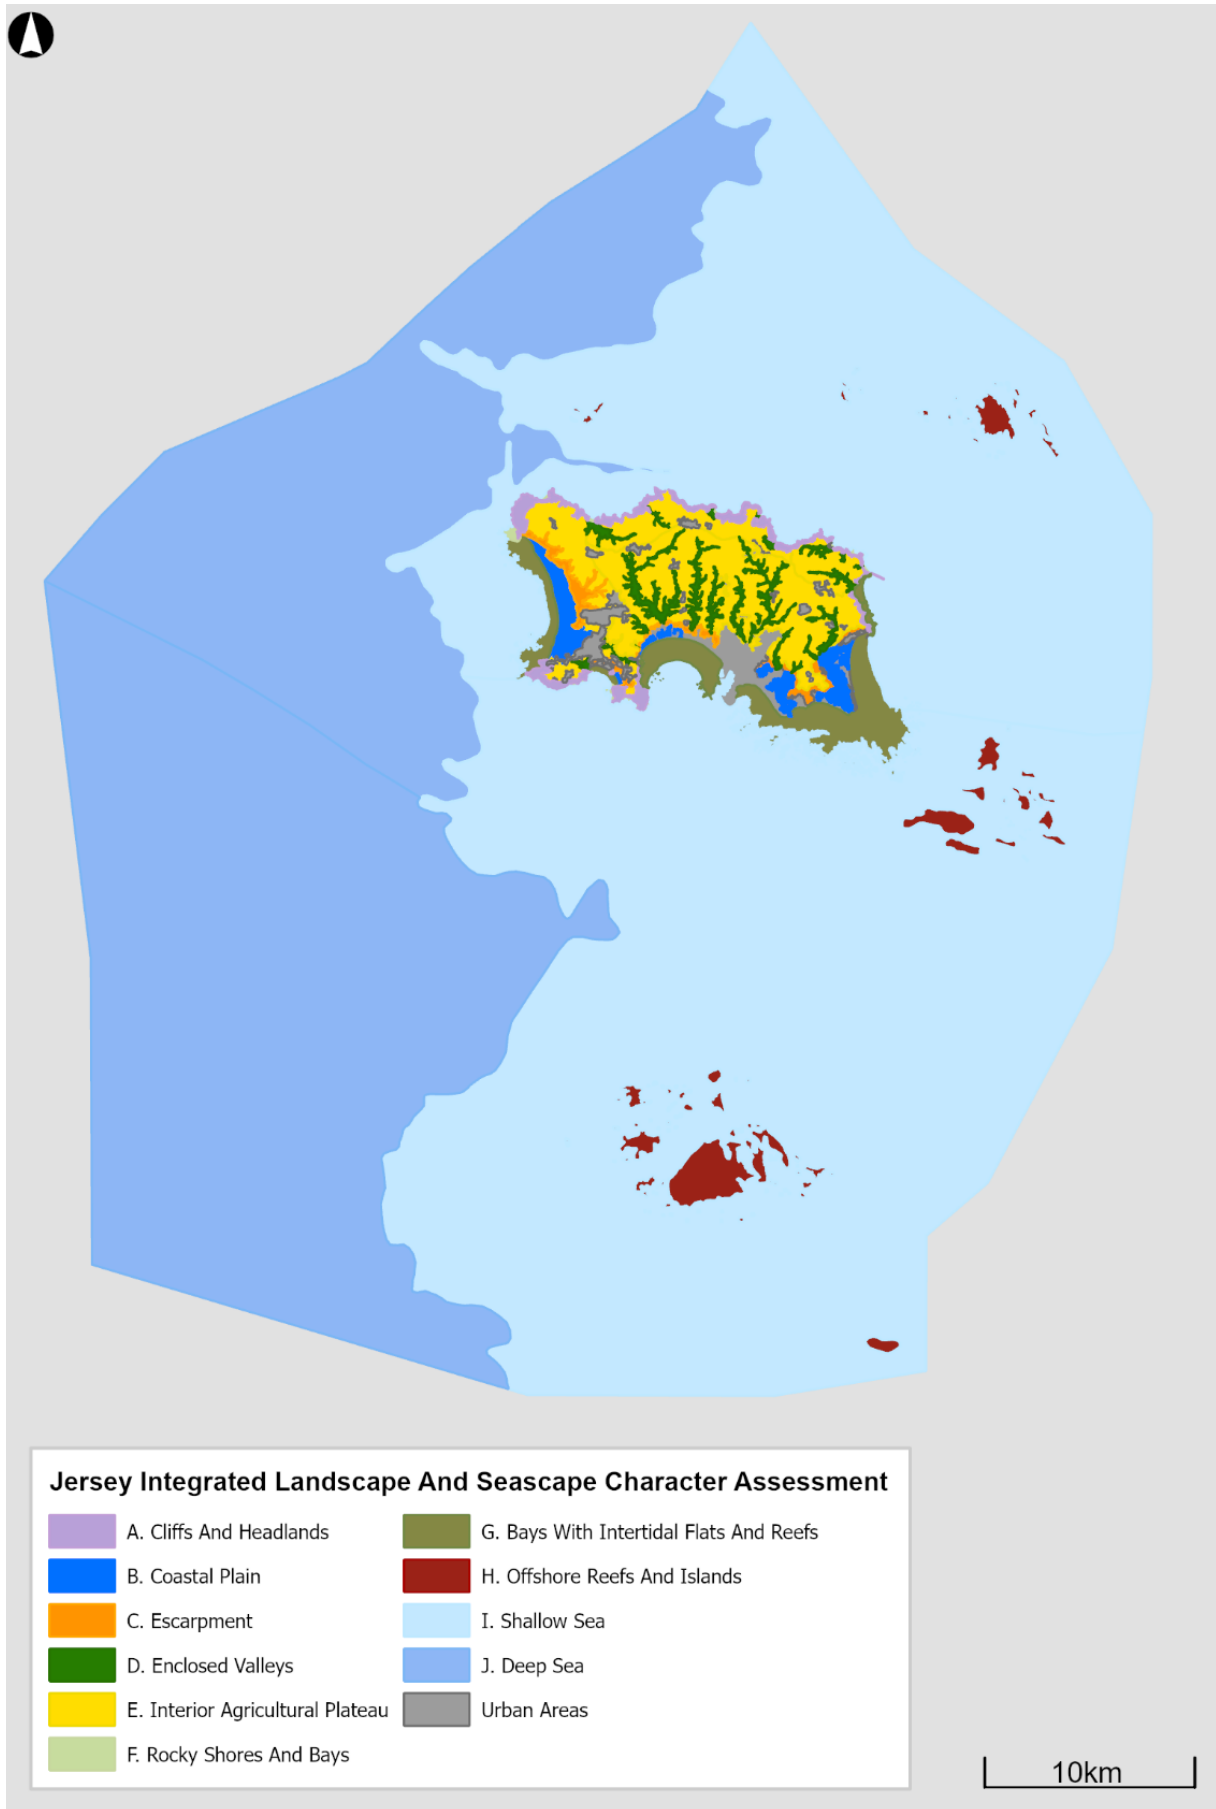 Jersey Integrated Landscape And Seascape Character Assessment
A. Cliffs And Headlands
B. Coastal Plain
C. Escarpment
D. Enclosed Valleys
E. Interior Agricultural Plateau
F. Rocky Shores And Bays
G. Bays With Intertidal Flats And Reefs
H. Offshore Reefs And Islands
I. Shallow Sea
J. Deep Sea
Urban Areas
10km